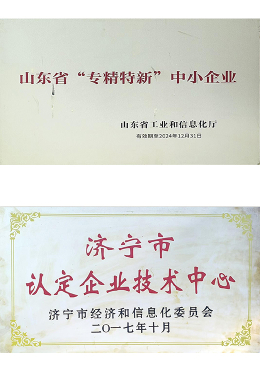 山东省“专精特新”中小企业
山东省工业和信息化厅
有效期至2024年12月31日
济宁市
认定企业技术中心
济宁市经济和信息化委员会
二〇一七年十月